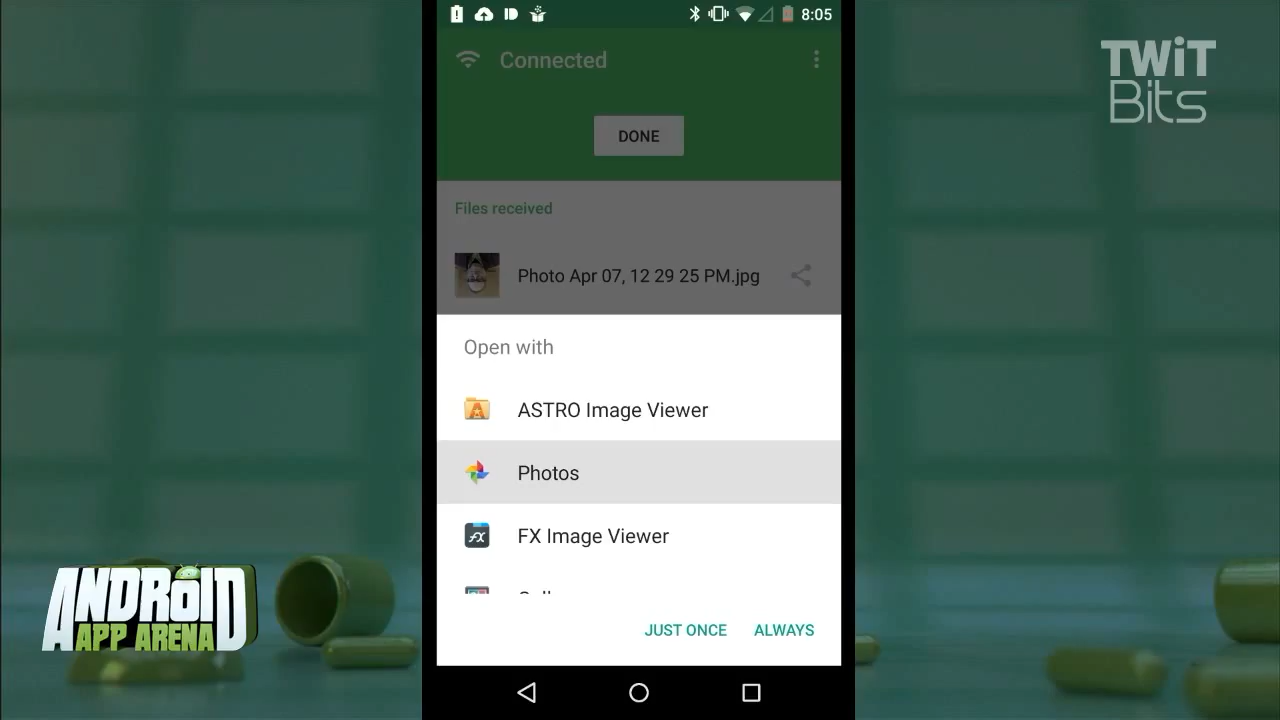 8:05
Connected
DONE
Files received
Photo Apr 07, 12 29 25 PM.jpg
Open with
ASTRO Image Viewer
Photos
FX Image Viewer
JUST ONCE
ALWAYS
TWiT
Bits
ANDROID
APP ARENA